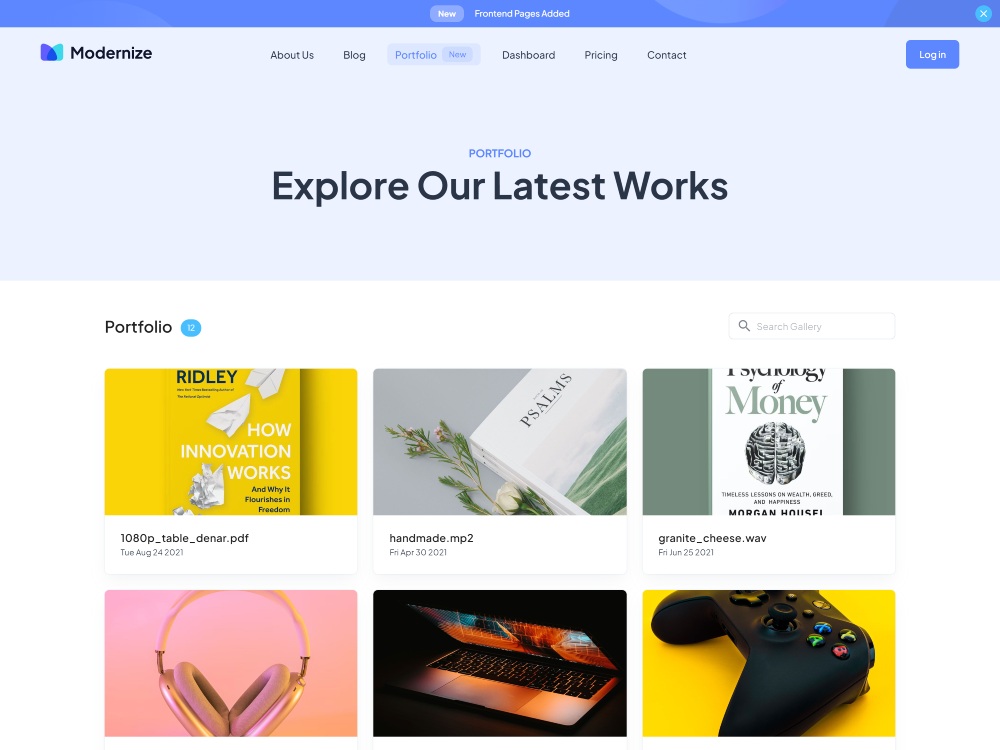 New Frontend Pages Added
Modernize
About Us Blog Portfolio New Dashboard Pricing Contact
Log in
PORTFOLIO
Explore Our Latest Works
Portfolio 12
Search Gallery
RIDLEY
New York Times Bestselling Author of
The Rational Optimist
HOW
INNOVATION
WORKS
And Why It
Flourishes in
Freedom
PSALMS
Psychology
of
Money
TIMELESS LESSONS ON WEALTH, GREED,
AND HAPPINESS
MORGAN HOUSEL
1080p_table_denar.pdf
Tue Aug 24 2021
handmade.mp2
Fri Apr 30 2021
granite_cheese.wav
Fri Jun 25 2021
X
Y
A
B